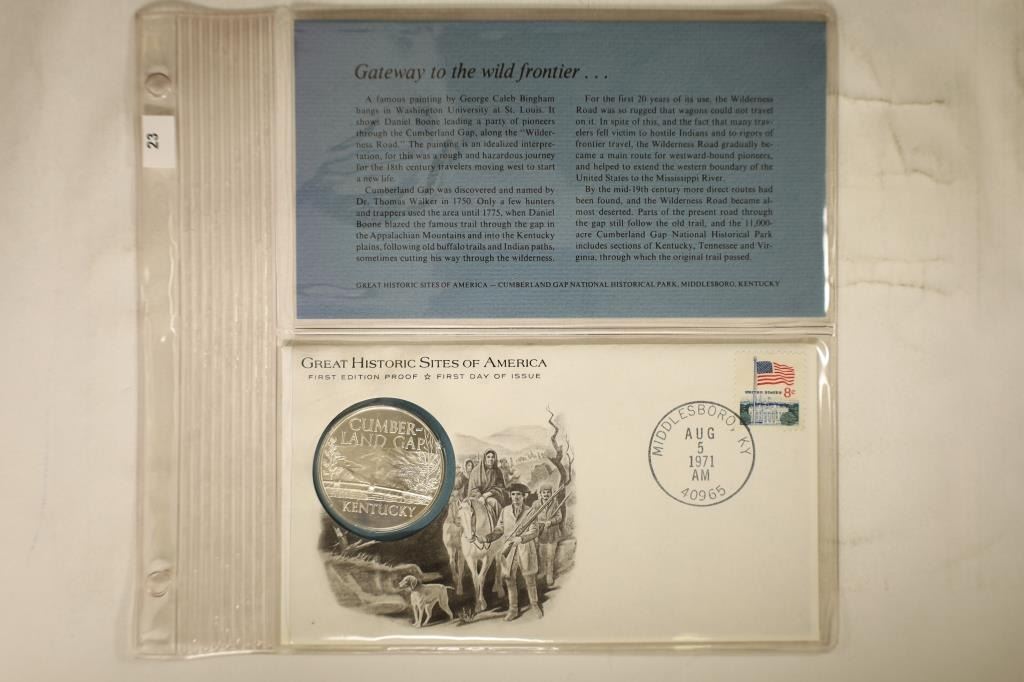 23
Gateway to the wild frontier . . .
A famous painting by George Caleb Bingham
hangs in Washington University at St. Louis. It
shows Daniel Boone leading a party of pioneers
through the Cumberland Gap, along the "Wilder-
ness Road." The painting is an idealized interpre-
tation, for this was a rough and hazardous journey
for the 18th century travelers moving west to start
a new life.
Cumberland Gap was discovered and named by
Dr. Thomas Walker in 1750. Only a few hunters
and trappers used the area until 1775, when Daniel
Boone blazed the famous trail through the gap in
the Appalachian Mountains and into the Kentucky
plains, following old buffalo trails and Indian paths,
sometimes cutting his way through the wilderness.
For the first 20 years of its use, the Wilderness
Road was so rugged that wagons could not travel
on it. In spite of this, and the fact that many trav-
elers fell victim to hostile Indians and to rigors of
frontier travel, the Wilderness Road gradually be-
came a main route for westward-bound pioneers,
and helped to extend the western boundary of the
United States to the Mississippi River.
By the mid-19th century more direct routes had
been found, and the Wilderness Road became al-
most deserted. Parts of the present road through
the gap still follow the old trail, and the 11,000-
acre Cumberland Gap National Historical Park
includes sections of Kentucky, Tennessee and Vir-
ginia, through which the original trail passed.
GREAT HISTORIC SITES OF AMERICA — CUMBERLAND GAP NATIONAL HISTORICAL PARK, MIDDLESBORO, KENTUCKY
GREAT HISTORIC SITES OF AMERICA
FIRST EDITION PROOF ☆ FIRST DAY OF ISSUE
CUMBER-
LAND GAP
KENTUCKY
UNITED STATES 8c
MIDDLESBORO, KY
AUG
5
1971
AM
40965